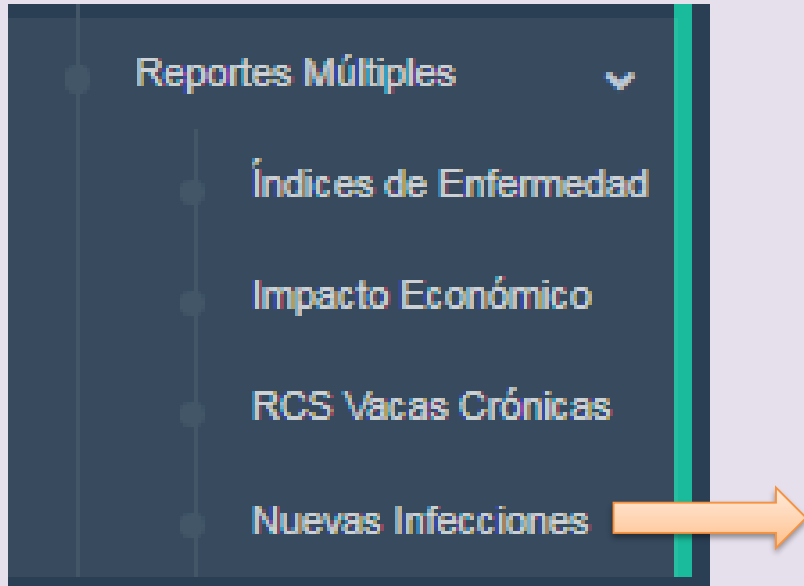 Reportes Múltiples
Índices de Enfermedad
Impacto Económico
RCS Vacas Crónicas
Nuevas Infecciones